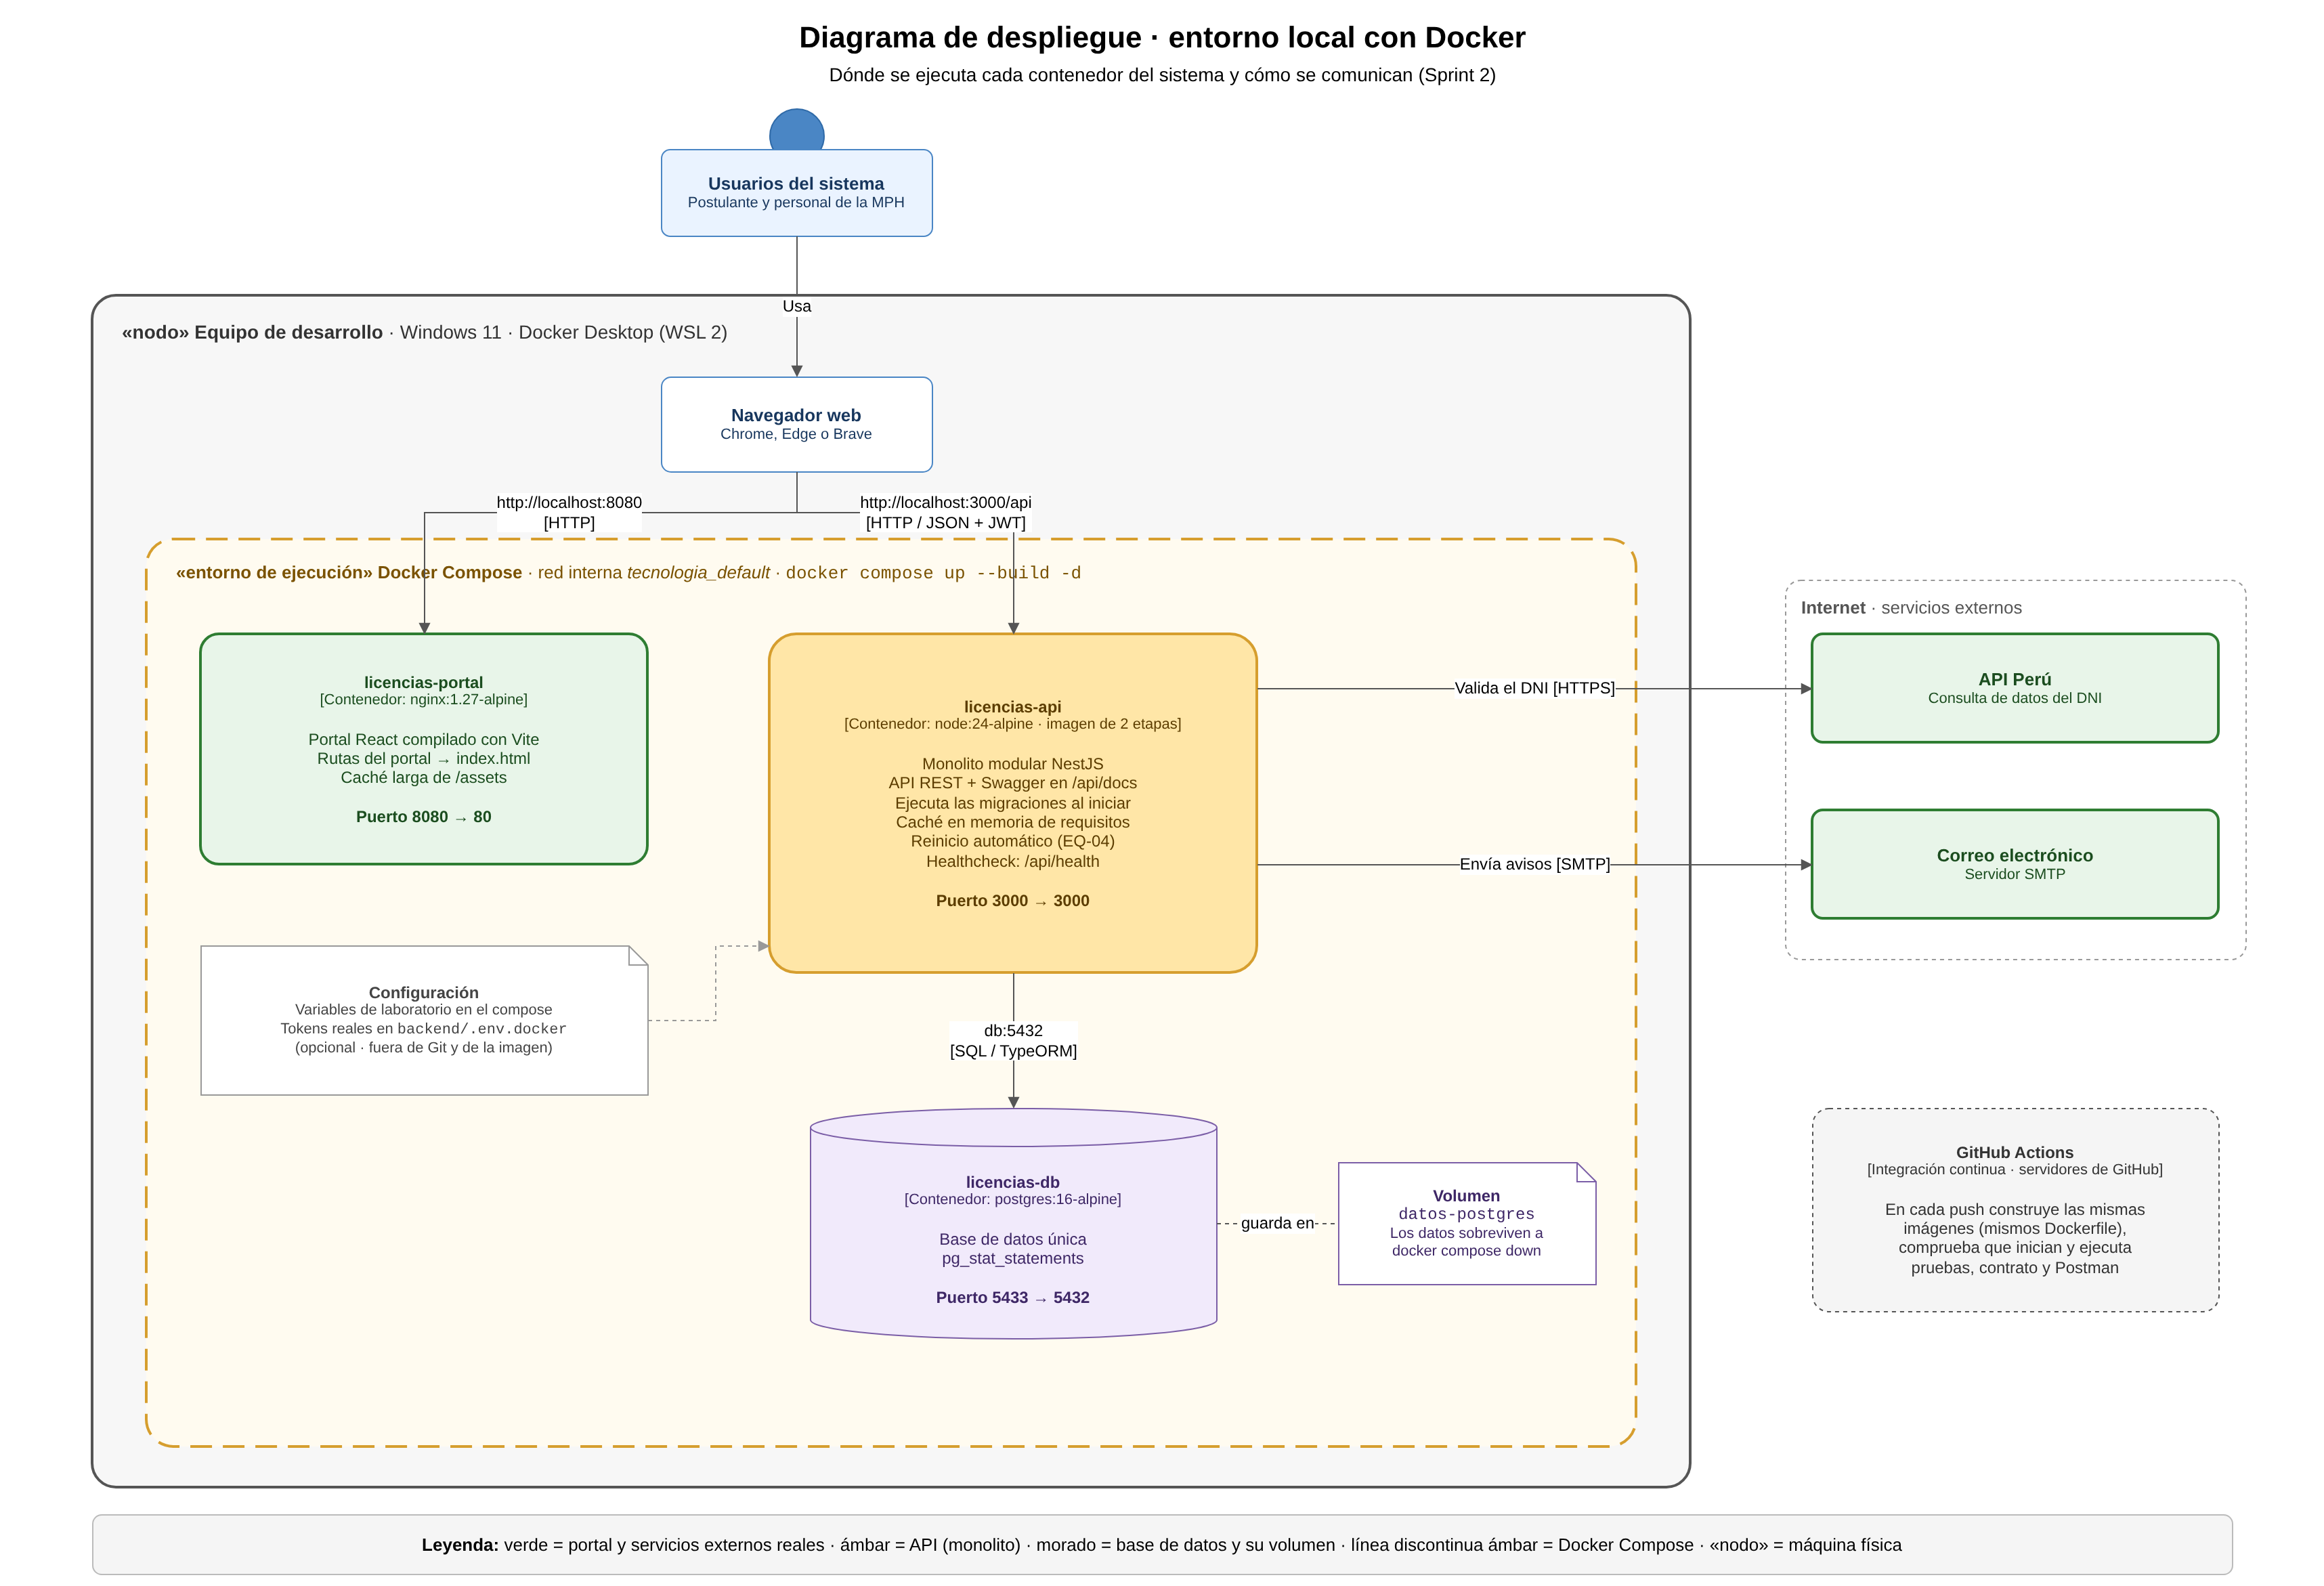 Diagrama de despliegue · entorno local con Docker
Dónde se ejecuta cada contenedor del sistema y cómo se comunican (Sprint 2)
Usuarios del sistema
Postulante y personal de la MPH
Usa
«nodo» Equipo de desarrollo · Windows 11 · Docker Desktop (WSL 2)
Navegador web
Chrome, Edge o Brave
http://localhost:8080
[HTTP]
http://localhost:3000/api
[HTTP / JSON + JWT]
«entorno de ejecución» Docker Compose · red interna tecnologia_default · docker compose up --build -d
licencias-portal
[Contenedor: nginx:1.27-alpine]
Portal React compilado con Vite
Rutas del portal → index.html
Caché larga de /assets
Puerto 8080 → 80
licencias-api
[Contenedor: node:24-alpine · imagen de 2 etapas]
Monolito modular NestJS
API REST + Swagger en /api/docs
Ejecuta las migraciones al iniciar
Caché en memoria de requisitos
Reinicio automático (EQ-04)
Healthcheck: /api/health
Puerto 3000 → 3000
Valida el DNI [HTTPS]
Envía avisos [SMTP]
Internet · servicios externos
API Perú
Consulta de datos del DNI
Correo electrónico
Servidor SMTP
Configuración
Variables de laboratorio en el compose
Tokens reales en backend/.env.docker
(opcional · fuera de Git y de la imagen)
db:5432
[SQL / TypeORM]
licencias-db
[Contenedor: postgres:16-alpine]
Base de datos única
pg_stat_statements
Puerto 5433 → 5432
guarda en
Volumen
datos-postgres
Los datos sobreviven a
docker compose down
GitHub Actions
[Integración continua · servidores de GitHub]
En cada push construye las mismas
imágenes (mismos Dockerfile),
comprueba que inician y ejecuta
pruebas, contrato y Postman
Leyenda: verde = portal y servicios externos reales · ámbar = API (monolito) · morado = base de datos y su volumen · línea discontinua ámbar = Docker Compose · «nodo» = máquina física